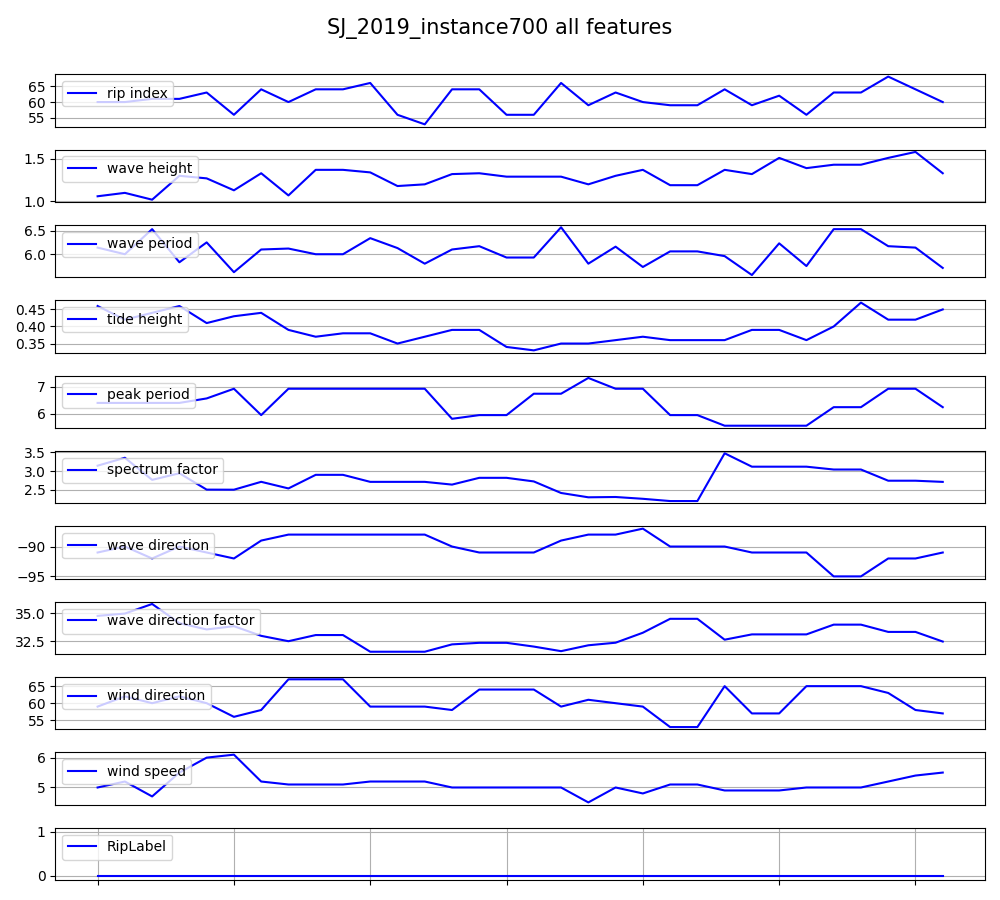 SJ_2019_instance700 all features
65
60
55
rip index
1.5
1.0
wave height
6.5
6.0
wave period
0.45
0.40
0.35
tide height
7
6
peak period
3.5
3.0
2.5
spectrum factor
−90
−95
wave direction
35.0
32.5
wave direction factor
65
60
55
wind direction
6
5
wind speed
1
0
RipLabel